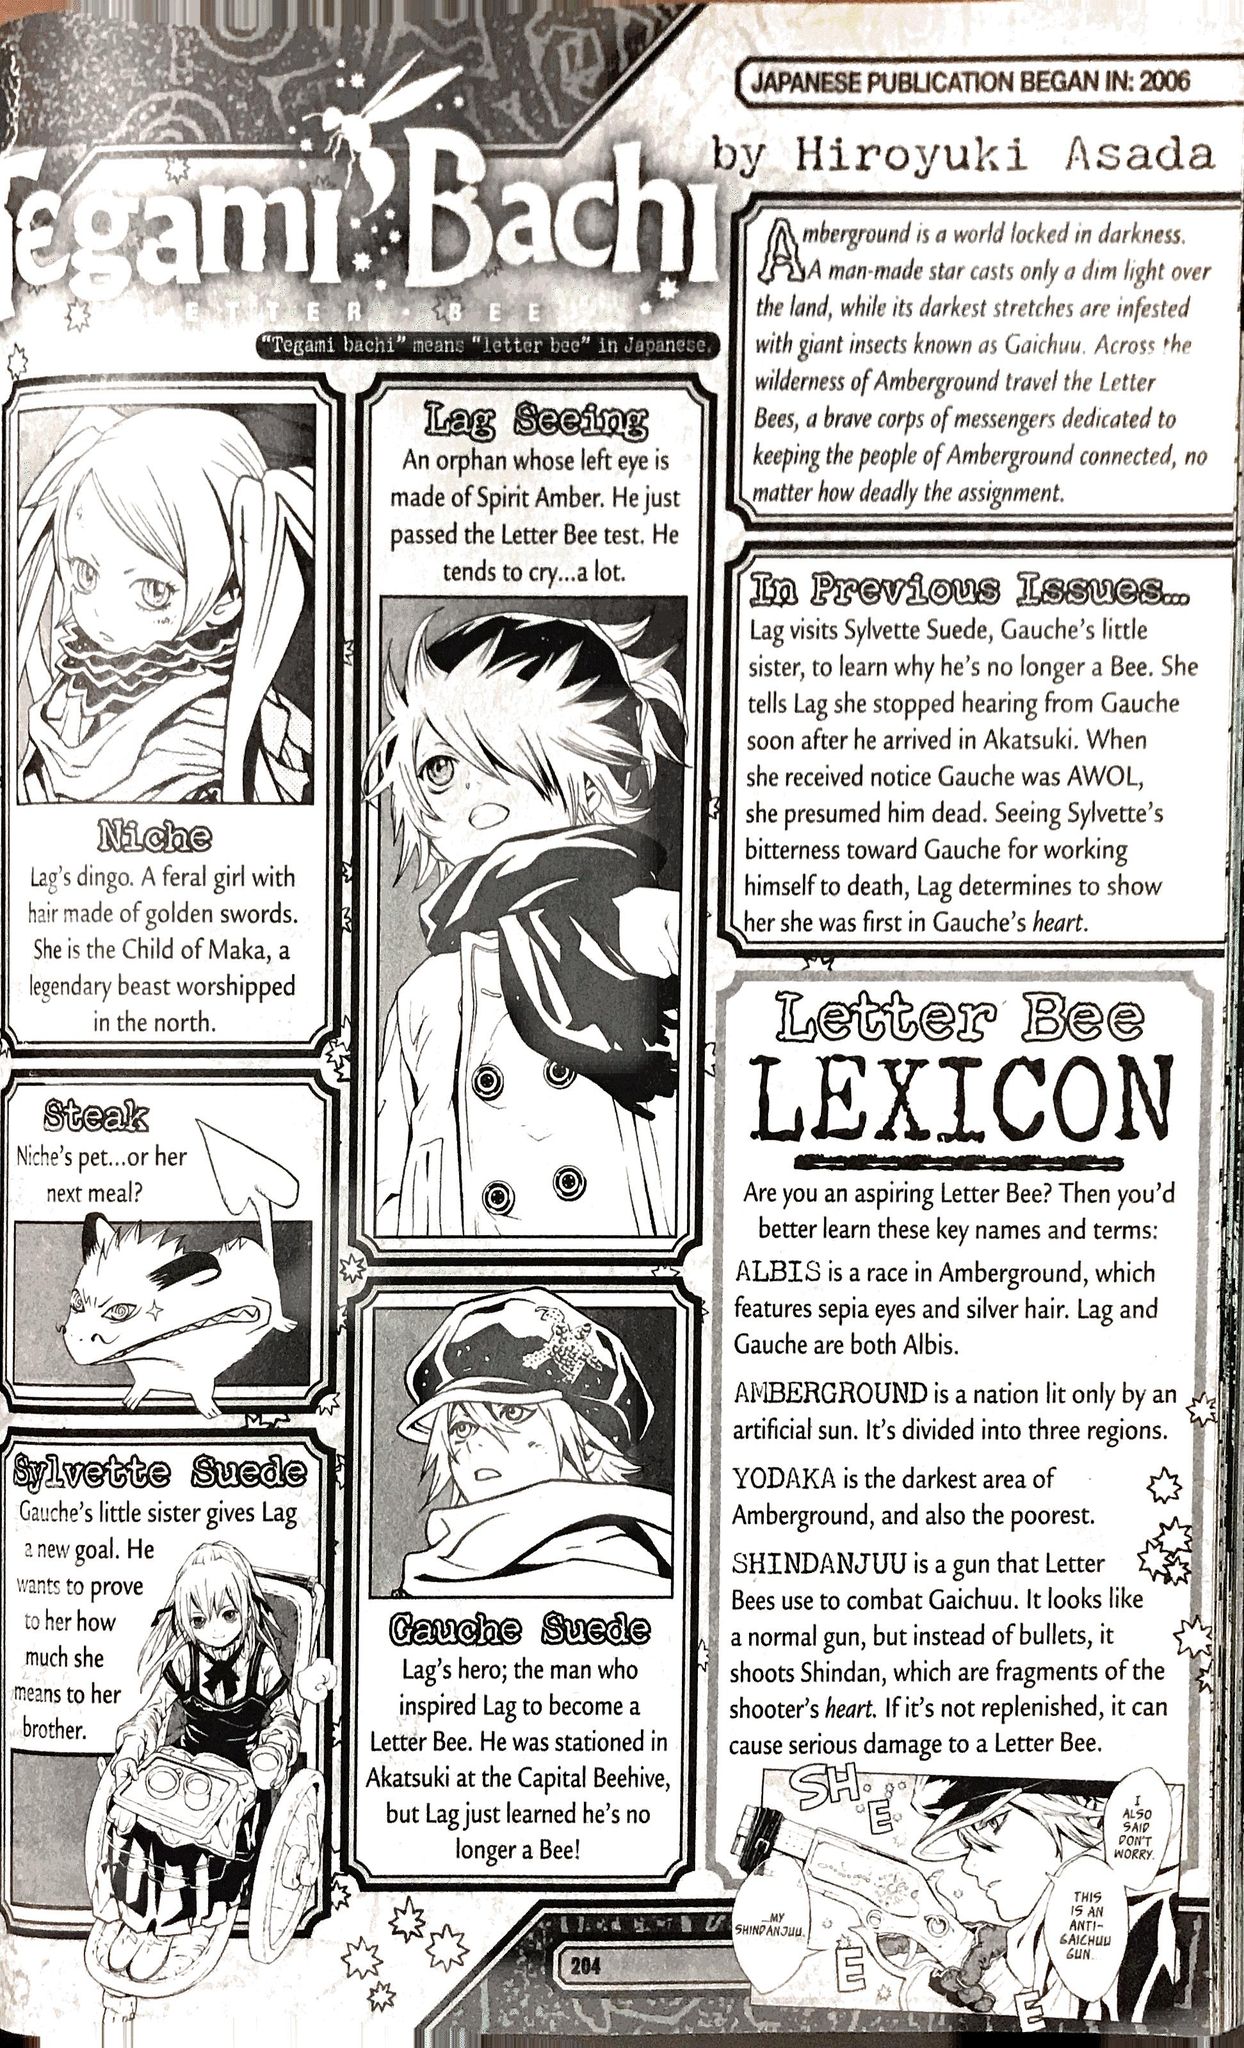 Tegami Bachi
LETTER · BEE
"Tegami bachi" means "letter bee" in Japanese.
JAPANESE PUBLICATION BEGAN IN: 2006
by Hiroyuki Asada
Amberground is a world locked in darkness.
A man-made star casts only a dim light over
the land, while its darkest stretches are infested
with giant insects known as Gaichuu. Across the
wilderness of Amberground travel the Letter
Bees, a brave corps of messengers dedicated to
keeping the people of Amberground connected, no
matter how deadly the assignment.
Niche
Lag's dingo. A feral girl with
hair made of golden swords.
She is the Child of Maka, a
legendary beast worshipped
in the north.
Steak
Niche's pet...or her
next meal?
Sylvette Suede
Gauche's little sister gives Lag
a new goal. He
wants to prove
to her how
much she
means to her
brother.
Lag Seeing
An orphan whose left eye is
made of Spirit Amber. He just
passed the Letter Bee test. He
tends to cry...a lot.
Gauche Suede
Lag's hero; the man who
inspired Lag to become a
Letter Bee. He was stationed in
Akatsuki at the Capital Beehive,
but Lag just learned he's no
longer a Bee!
In Previous Issues...
Lag visits Sylvette Suede, Gauche's little
sister, to learn why he's no longer a Bee. She
tells Lag she stopped hearing from Gauche
soon after he arrived in Akatsuki. When
she received notice Gauche was AWOL,
she presumed him dead. Seeing Sylvette's
bitterness toward Gauche for working
himself to death, Lag determines to show
her she was first in Gauche's heart.
Letter Bee
LEXICON
Are you an aspiring Letter Bee? Then you'd
better learn these key names and terms:
ALBIS is a race in Amberground, which
features sepia eyes and silver hair. Lag and
Gauche are both Albis.
AMBERGROUND is a nation lit only by an
artificial sun. It's divided into three regions.
YODAKA is the darkest area of
Amberground, and also the poorest.
SHINDANJUU is a gun that Letter
Bees use to combat Gaichuu. It looks like
a normal gun, but instead of bullets, it
shoots Shindan, which are fragments of the
shooter's heart. If it's not replenished, it can
cause serious damage to a Letter Bee.
SH
E
E
E
I
ALSO
SAID
DON'T
WORRY.
THIS
IS AN
ANTI-
GAICHUU
GUN.
...MY
SHINDANJUU.
204